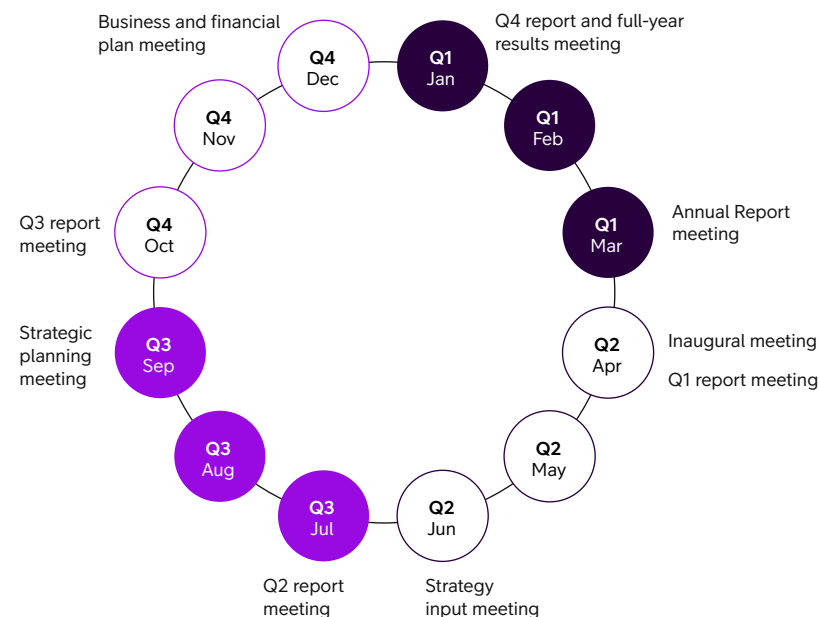 Business and financial
plan meeting
Q4
Dec
Q1
Jan
Q4 report and full-year
results meeting
Q4
Nov
Q1
Feb
Q3 report
meeting
Q4
Oct
Q1
Mar
Annual Report
meeting
Strategic
planning
meeting
Q3
Sep
Q2
Apr
Inaugural meeting
Q1 report meeting
Q3
Aug
Q2
May
Q3
Jul
Q2
Jun
Q2 report
meeting
Strategy
input meeting